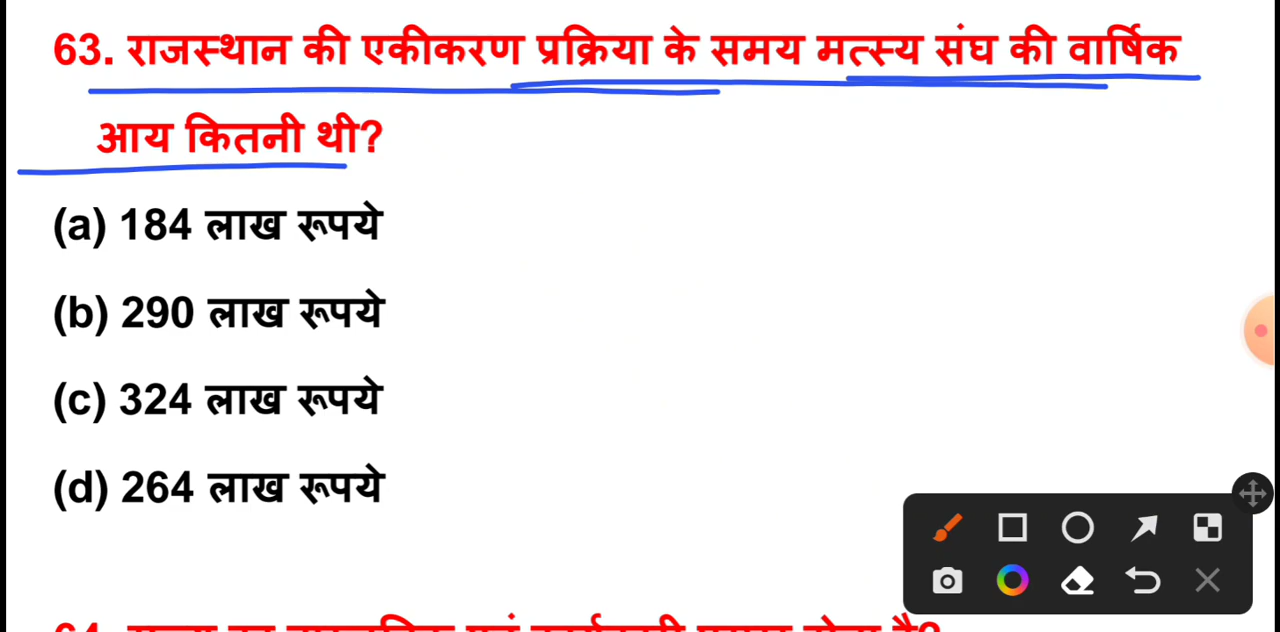 63. राजस्थान की एकीकरण प्रक्रिया के समय मत्स्य संघ की वार्षिक
आय कितनी थी?
(a) 184 लाख रूपये
(b) 290 लाख रूपये
(c) 324 लाख रूपये
(d) 264 लाख रूपये